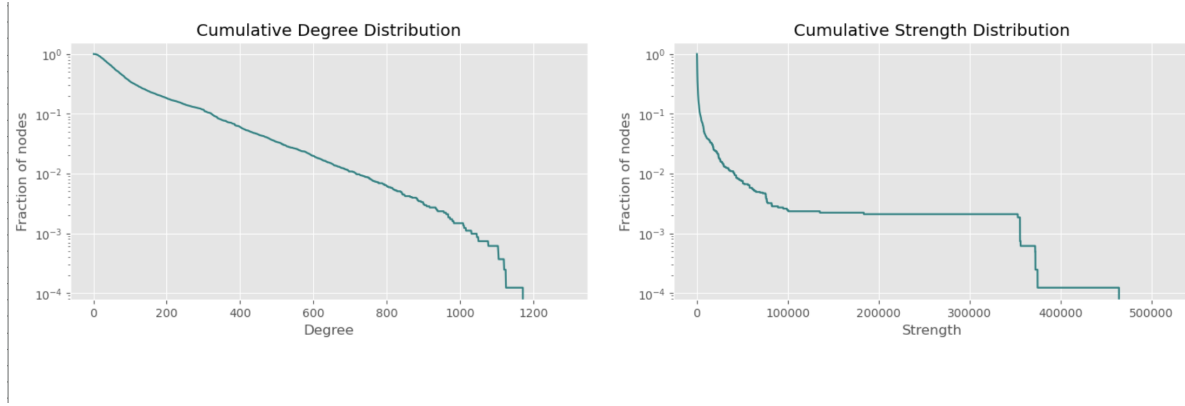 Cumulative Degree Distribution
Fraction of nodes
10⁰
10⁻¹
10⁻²
10⁻³
10⁻⁴
0 200 400 600 800 1000 1200
Degree
Cumulative Strength Distribution
Fraction of nodes
10⁰
10⁻¹
10⁻²
10⁻³
10⁻⁴
0 100000 200000 300000 400000 500000
Strength